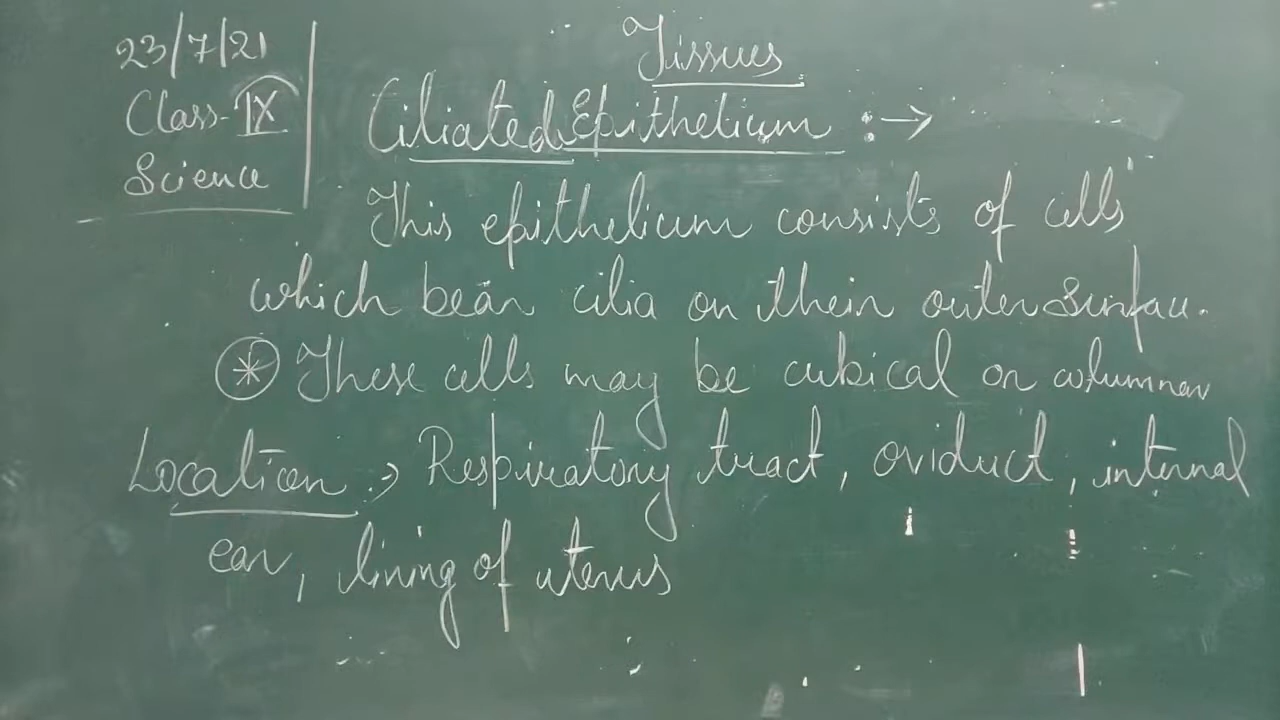 23/7/21
Class-IX
Science
Tissues
Ciliated Epithelium :→
This epithelium consists of cells
which bear cilia on their outer surface.
* These cells may be cubical or columnar
Location :→ Respiratory tract, oviduct, internal
ear, lining of uterus